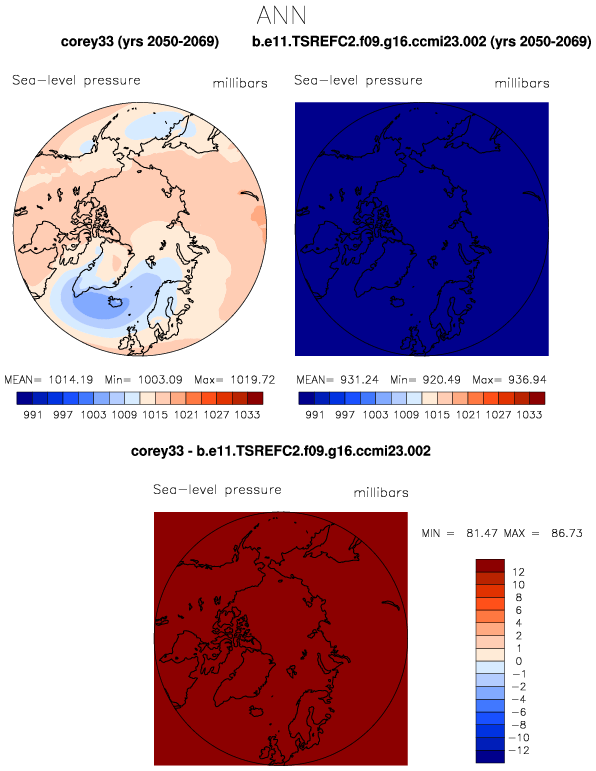 ANN
corey33 (yrs 2050-2069) b.e11.TSREFC2.f09.g16.ccmi23.002 (yrs 2050-2069)
Sea-level pressure millibars Sea-level pressure millibars
MEAN= 1014.19 Min= 1003.09 Max= 1019.72 MEAN= 931.24 Min= 920.49 Max= 936.94
991 997 1003 1009 1015 1021 1027 1033 991 997 1003 1009 1015 1021 1027 1033
corey33 - b.e11.TSREFC2.f09.g16.ccmi23.002
Sea-level pressure millibars
MIN = 81.47 MAX = 86.73
12
10
8
6
4
2
1
0
-1
-2
-4
-6
-8
-10
-12